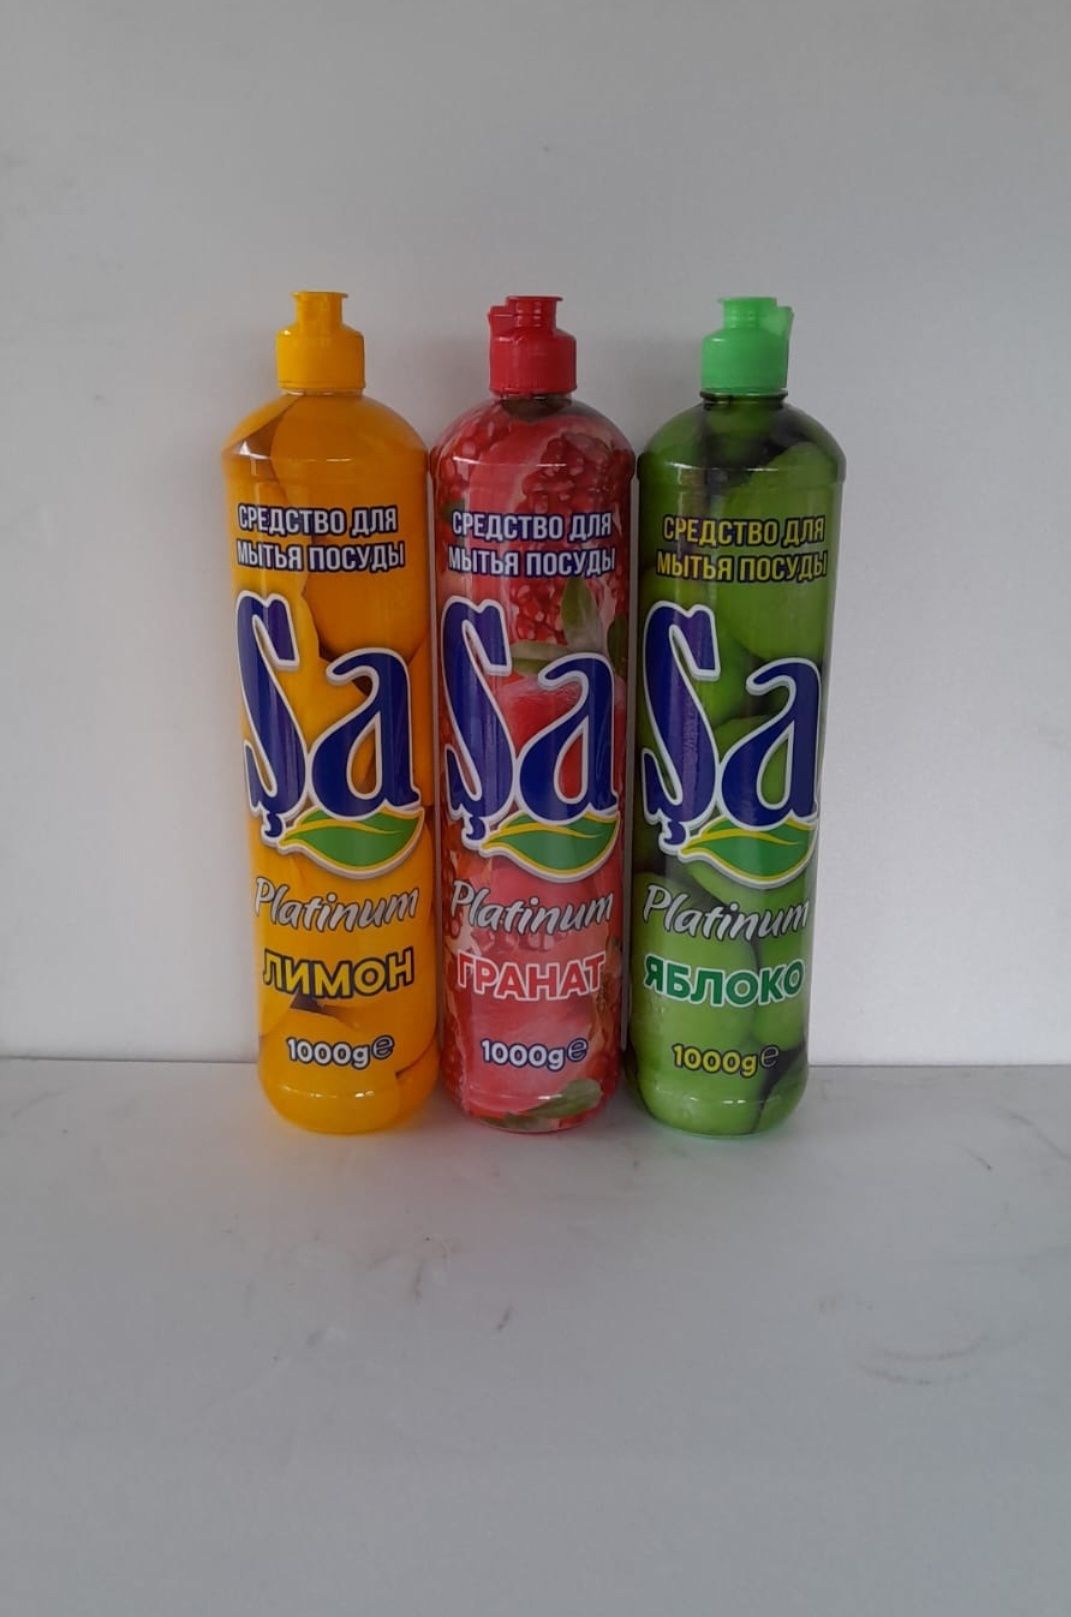 СРЕДСТВО ДЛЯ
МЫТЬЯ ПОСУДЫ
Şa
Platinum
ЛИМОН
1000g℮
СРЕДСТВО ДЛЯ
МЫТЬЯ ПОСУДЫ
Şa
Platinum
ГРАНАТ
1000g℮
СРЕДСТВО ДЛЯ
МЫТЬЯ ПОСУДЫ
Şa
Platinum
ЯБЛОКО
1000g℮